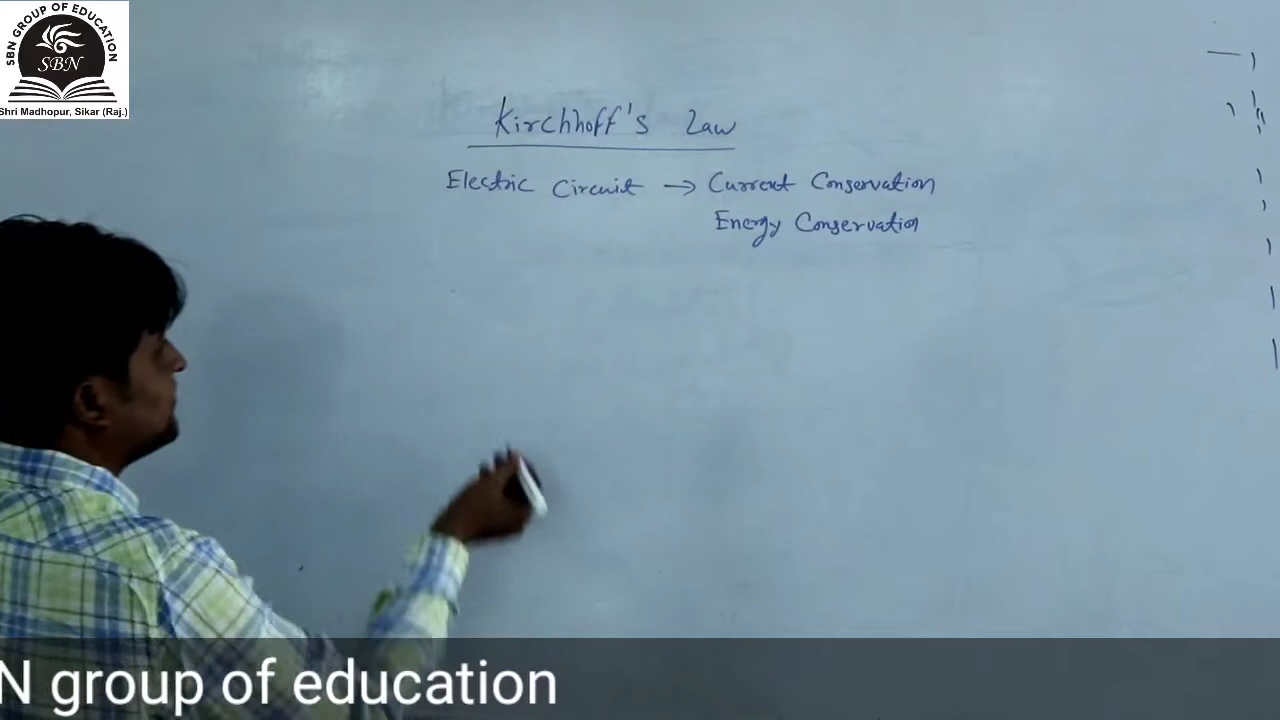 SBN GROUP OF EDUCATION
SBN
Shri Madhopur, Sikar (Raj.)
Kirchhoff's Law
Electric Circuit → Current Conservation
Energy Conservation
N group of education